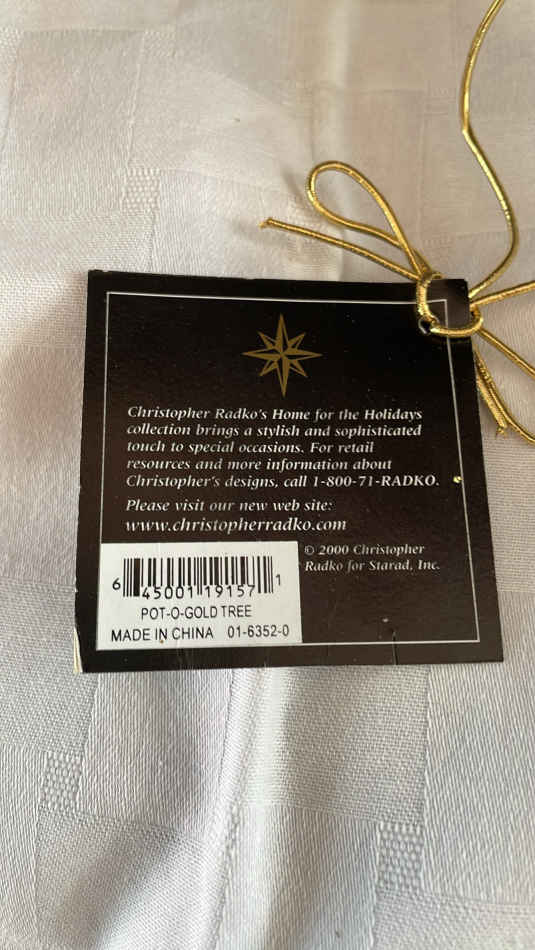 Christopher Radko's Home for the Holidays
collection brings a stylish and sophisticated
touch to special occasions. For retail
resources and more information about
Christopher's designs, call 1-800-71-RADKO.
Please visit our new web site:
www.christopherradko.com
© 2000 Christopher
Radko for Starad, Inc.
6 45001 19157 1
POT-O-GOLD TREE
MADE IN CHINA 01-6352-0